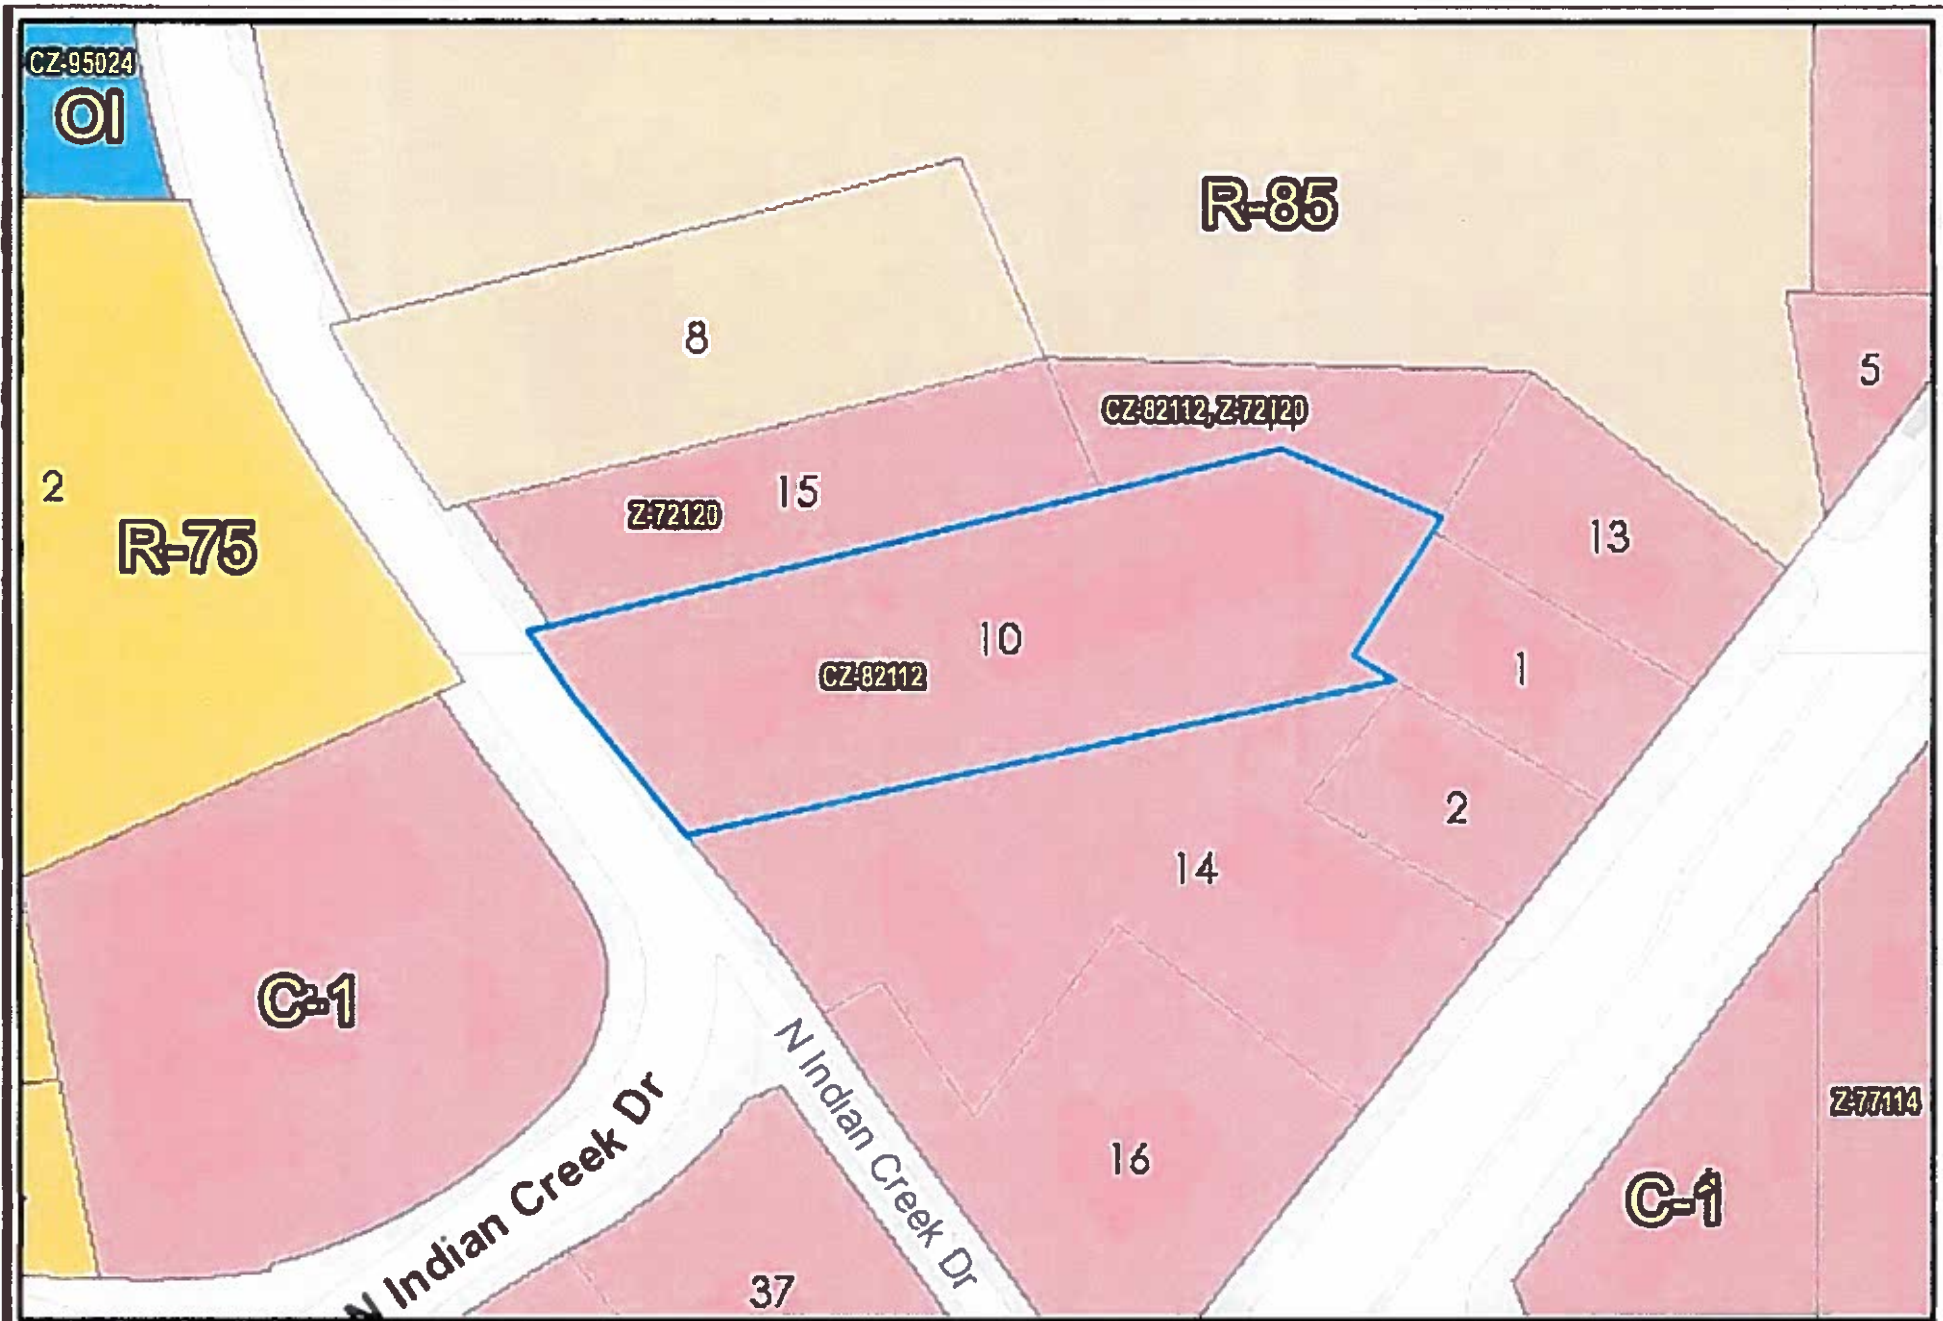 CZ-95024
OI
R-85
8
5
CZ-82112, Z-72120
2
15
Z-72120
R-75
13
10
CZ-82112
1
2
14
C-1
N Indian Creek Dr
N Indian Creek Dr
16
Z-77114
C-1
37